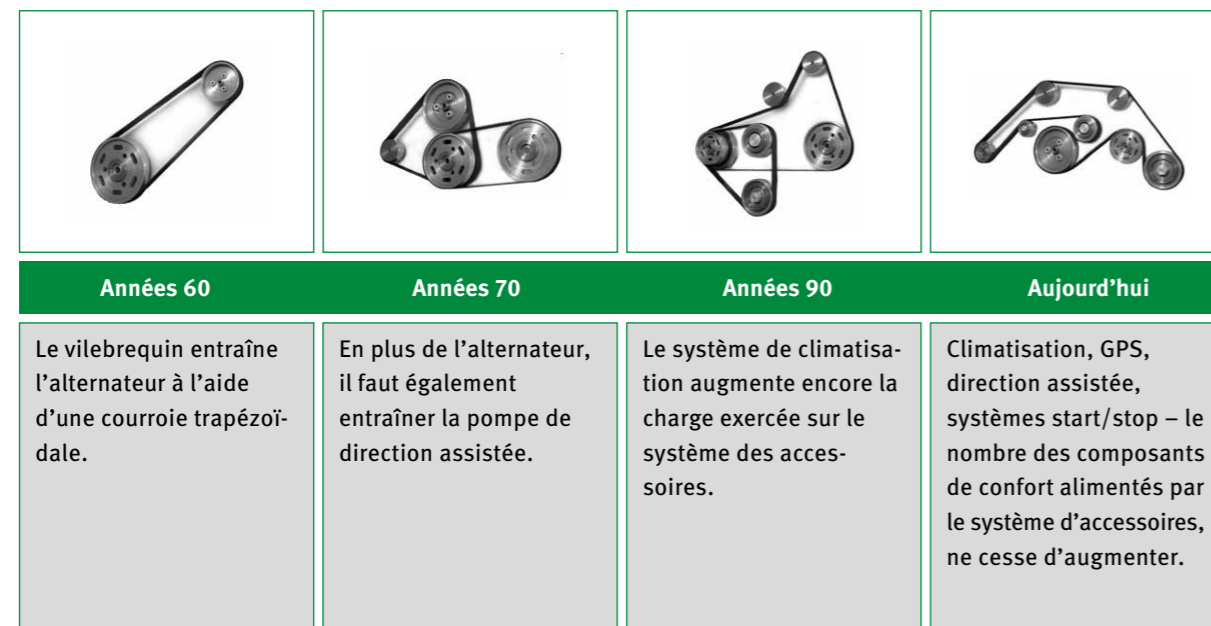 Années 60
Années 70
Années 90
Aujourd’hui
Le vilebrequin entraîne
l’alternateur à l’aide
d’une courroie trapézoï-
dale.
En plus de l’alternateur,
il faut également
entraîner la pompe de
direction assistée.
Le système de climatisa-
tion augmente encore la
charge exercée sur le
système des acces-
soires.
Climatisation, GPS,
direction assistée,
systèmes start/stop – le
nombre des composants
de confort alimentés par
le système d’accessoires,
ne cesse d’augmenter.